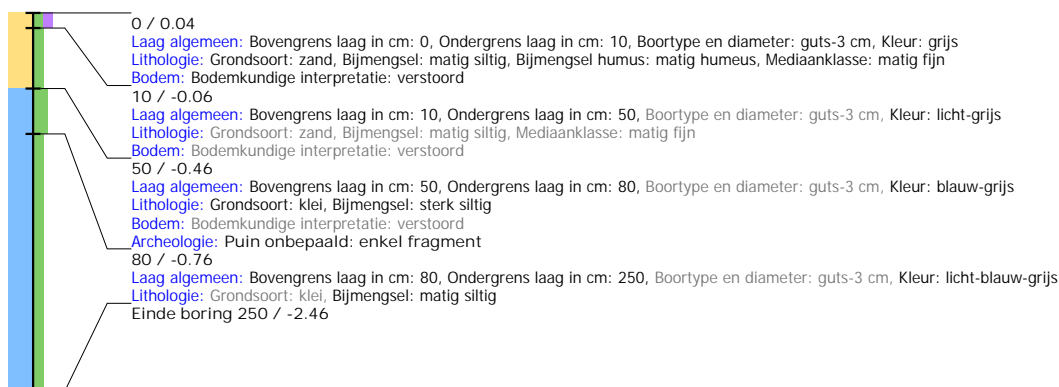 0 / 0.04
Laag algemeen: Bovengrens laag in cm: 0, Ondergrens laag in cm: 10, Boortype en diameter: guts-3 cm, Kleur: grijs
Lithologie: Grondsoort: zand, Bijmengsel: matig siltig, Bijmengsel humus: matig humeus, Mediaanklasse: matig fijn
Bodem: Bodemkundige interpretatie: verstoord
10 / -0.06
Laag algemeen: Bovengrens laag in cm: 10, Ondergrens laag in cm: 50, Boortype en diameter: guts-3 cm, Kleur: licht-grijs
Lithologie: Grondsoort: zand, Bijmengsel: matig siltig, Mediaanklasse: matig fijn
Bodem: Bodemkundige interpretatie: verstoord
50 / -0.46
Laag algemeen: Bovengrens laag in cm: 50, Ondergrens laag in cm: 80, Boortype en diameter: guts-3 cm, Kleur: blauw-grijs
Lithologie: Grondsoort: klei, Bijmengsel: sterk siltig
Bodem: Bodemkundige interpretatie: verstoord
Archeologie: Puin onbepaald: enkel fragment
80 / -0.76
Laag algemeen: Bovengrens laag in cm: 80, Ondergrens laag in cm: 250, Boortype en diameter: guts-3 cm, Kleur: licht-blauw-grijs
Lithologie: Grondsoort: klei, Bijmengsel: matig siltig
Einde boring 250 / -2.46